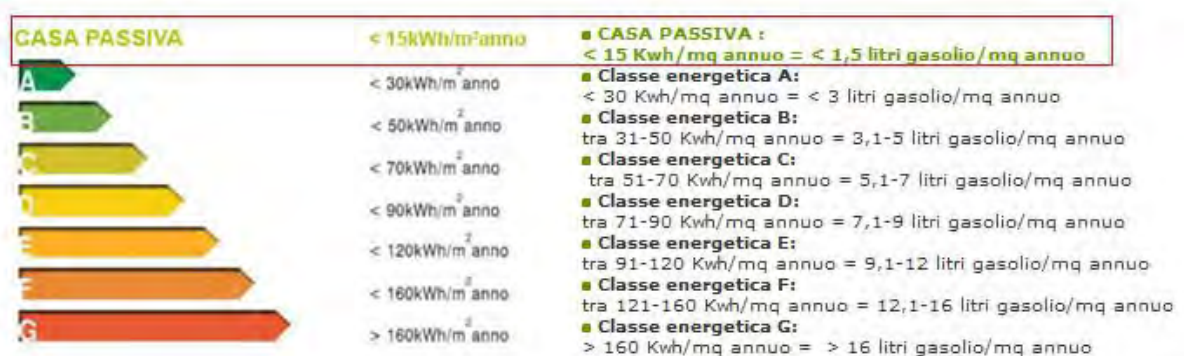 CASA PASSIVA
< 15kWh/m²anno
A
< 30kWh/m²anno
B
< 50kWh/m²anno
C
< 70kWh/m²anno
D
< 90kWh/m²anno
E
< 120kWh/m²anno
F
< 160kWh/m²anno
G
> 160kWh/m²anno
CASA PASSIVA :
< 15 Kwh/mq annuo = < 1,5 litri gasolio/mq annuo
Classe energetica A:
< 30 Kwh/mq annuo = < 3 litri gasolio/mq annuo
Classe energetica B:
tra 31-50 Kwh/mq annuo = 3,1-5 litri gasolio/mq annuo
Classe energetica C:
tra 51-70 Kwh/mq annuo = 5,1-7 litri gasolio/mq annuo
Classe energetica D:
tra 71-90 Kwh/mq annuo = 7,1-9 litri gasolio/mq annuo
Classe energetica E:
tra 91-120 Kwh/mq annuo = 9,1-12 litri gasolio/mq annuo
Classe energetica F:
tra 121-160 Kwh/mq annuo = 12,1-16 litri gasolio/mq annuo
Classe energetica G:
> 160 Kwh/mq annuo = > 16 litri gasolio/mq annuo